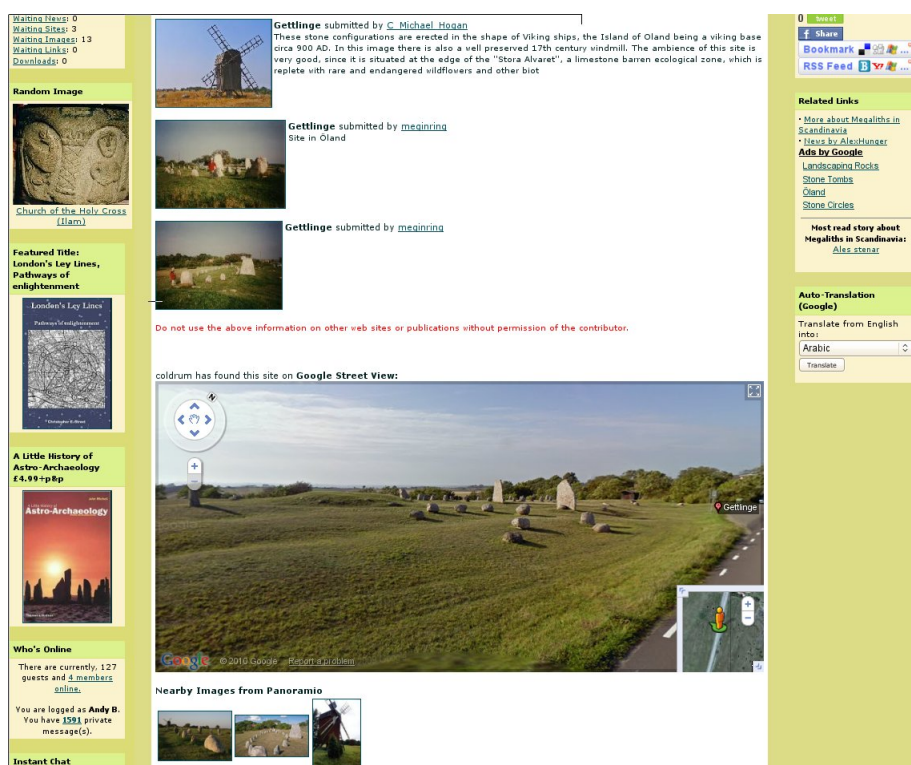 Waiting News: 0
Waiting Sites: 3
Waiting Images: 13
Waiting Links: 0
Downloads: 0
Random Image
Church of the Holy Cross
(Ilam)
Featured Title:
London's Ley Lines,
Pathways of
enlightenment
London's Ley Lines
Pathways of enlightenment
A Little History of
Astro-Archaeology
£4.99+p&p
Astro-Archaeology
Who's Online
There are currently, 127
guests and 4 members
online.
You are logged as Andy B.
You have 1591 private
message(s).
Instant Chat
Gettlinge submitted by C_Michael_Hogan
These stone configurations are erected in the shape of Viking ships, the Island of Oland being a viking base
circa 900 AD. In this image there is also a well preserved 17th century windmill. The ambience of this site is
very good, since it is situated at the edge of the "Stora Alvaret", a limestone barren ecological zone, which is
replete with rare and endangered wildflowers and other biot
Gettlinge submitted by meginring
Site in Öland
Gettlinge submitted by meginring
Do not use the above information on other web sites or publications without permission of the contributor.
coldrum has found this site on Google Street View:
N
Gettlinge
Google © 2010 Google Report a problem
Nearby Images from Panoramio
0 tweet
Share
Bookmark ...
RSS Feed ...
Related Links
· More about Megaliths in
Scandinavia
· News by AlexHunger
Ads by Google
Landscaping Rocks
Stone Tombs
Öland
Stone Circles
Most read story about
Megaliths in Scandinavia:
Ales stenar
Auto-Translation
(Google)
Translate from English
into:
Arabic
Translate